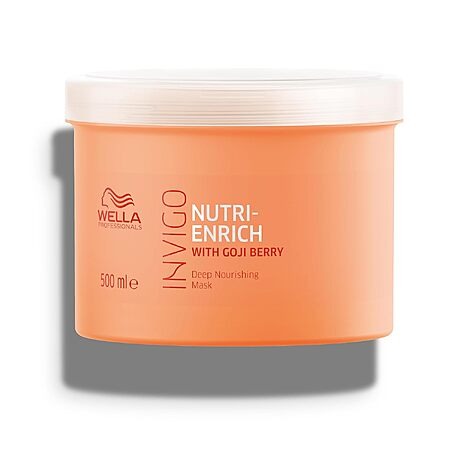 WELLA
PROFESSIONALS
500 ml e
INVIGO
NUTRI-
ENRICH
WITH GOJI BERRY
Deep Nourishing
Mask